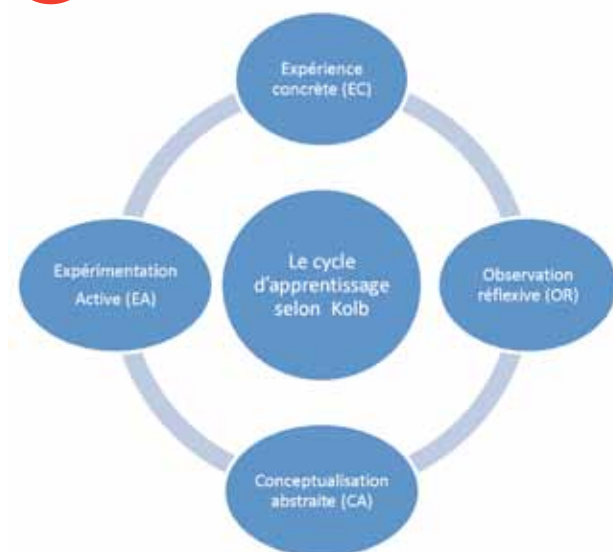 Expérience
concrète (EC)
Expérimentation
Active (EA)
Le cycle
d'apprentissage
selon Kolb
Observation
réflexive (OR)
Conceptualisation
abstraite (CA)